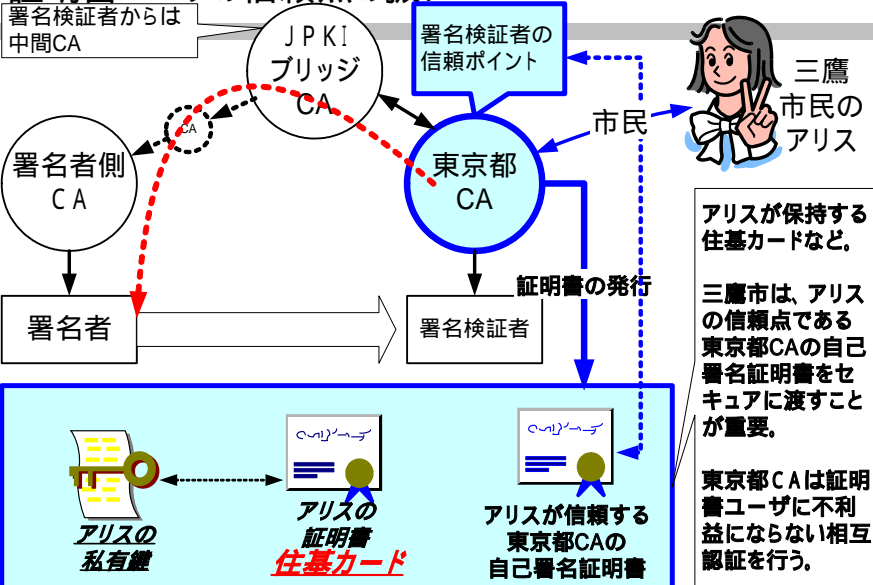 署名検証者からは
中間CA
JPKI
ブリッジ
CA
署名検証者の
信頼ポイント
三鷹
市民の
アリス
市民
CA
署名者側
CA
東京都
CA
証明書の発行
署名者
署名検証者
アリスが保持する
住基カードなど。
三鷹市は、アリス
の信頼点である
東京都CAの自己
署名証明書をセ
キュアに渡すこと
が重要。
東京都CAは証明
書ユーザに不利
益にならない相互
認証を行う。
アリスの
私有鍵
アリスの
証明書
住基カード
アリスが信頼する
東京都CAの
自己署名証明書